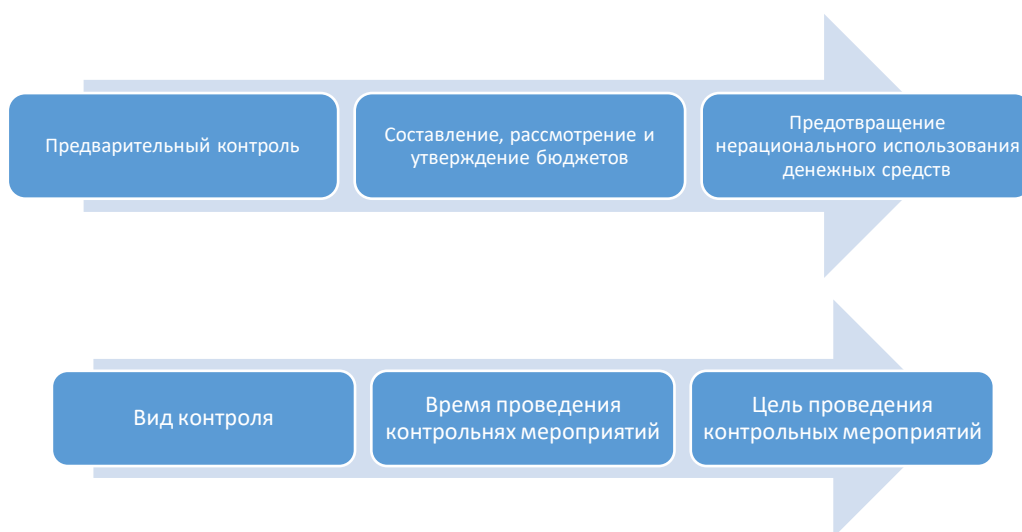 Предварительный контроль
Составление, рассмотрение и
утверждение бюджетов
Предотвращение
нерационального использования
денежных средств
Вид контроля
Время проведения
контрольнях мероприятий
Цель проведения
контрольных мероприятий